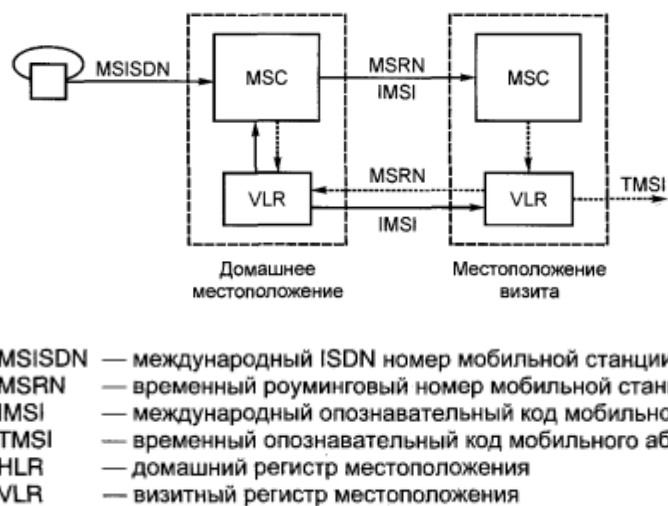 MSISDN
MSC
MSRN
IMSI
MSC
VLR
MSRN
IMSI
VLR
TMSI
Домашнее
местоположение
Местоположение
визита
MSISDN — международный ISDN номер мобильной станции
MSRN — временный роуминговый номер мобильной
IMSI — международный опознавательный код
TMSI — временный опознавательный код мобильного
HLR — домашний регистр местоположения
VLR — визитный регистр местоположения